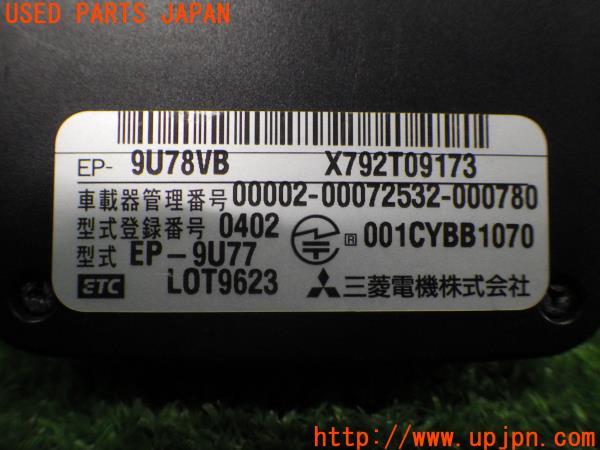 USED PARTS JAPAN
EP- 9U78VB X792T09173
車載器管理番号 00002-00072532-000780
型式登録番号 0402 R 001CYBB1070
型式 EP-9U77
ETC LOT9623 三菱電機株式会社
UPJ
http://www.upjpn.com/